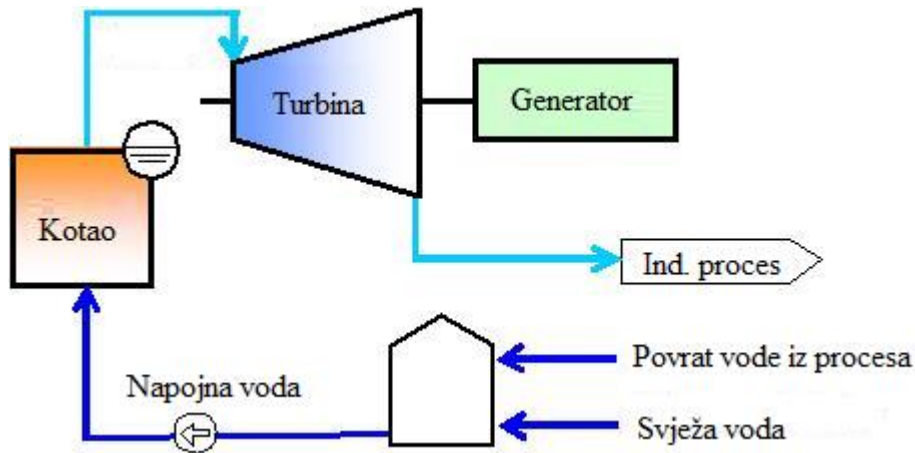 Turbina
Generator
Kotao
Ind. proces
Povrat vode iz procesa
Napojna voda
Svježa voda